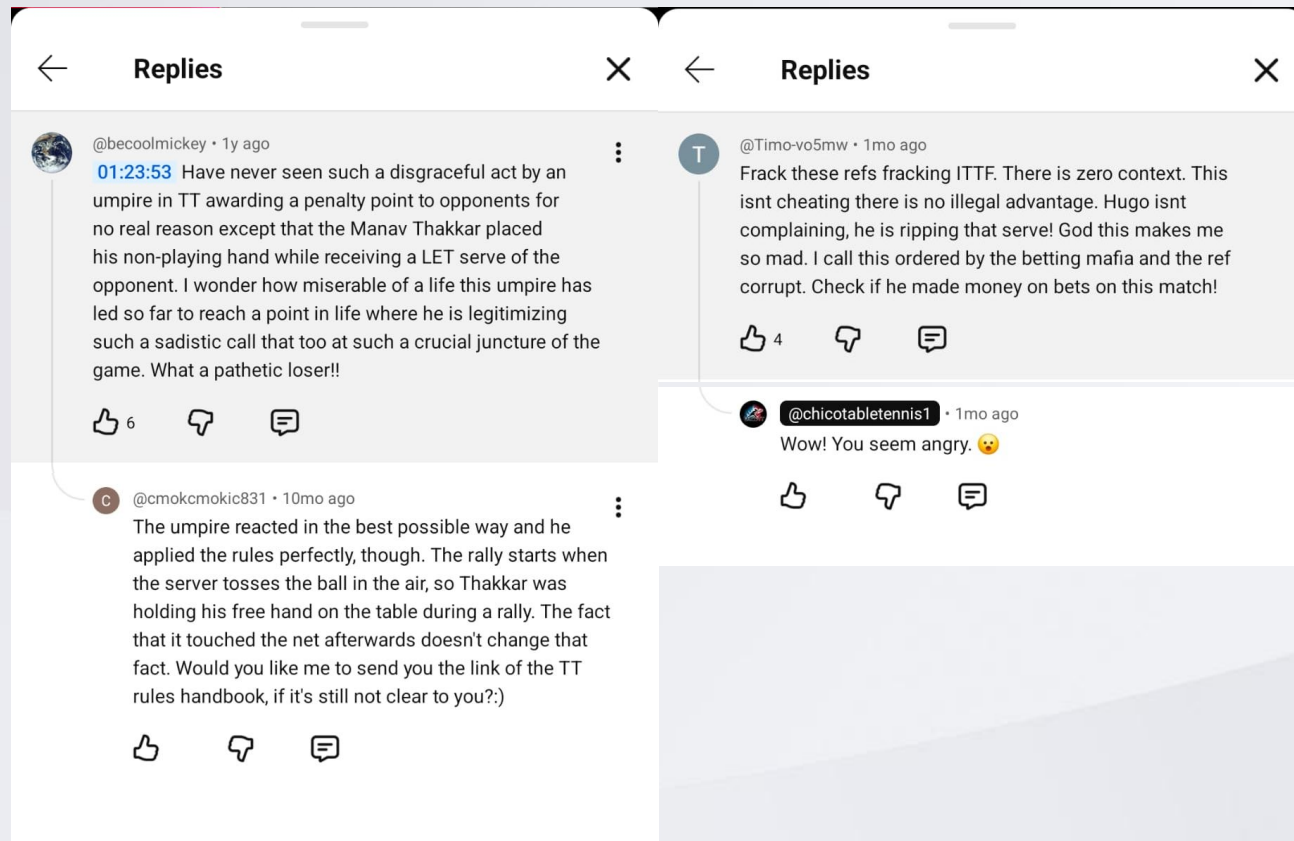 Replies
@becoolmickey • 1y ago
01:23:53 Have never seen such a disgraceful act by an
umpire in TT awarding a penalty point to opponents for
no real reason except that the Manav Thakkar placed
his non-playing hand while receiving a LET serve of the
opponent. I wonder how miserable of a life this umpire has
led so far to reach a point in life where he is legitimizing
such a sadistic call that too at such a crucial juncture of the
game. What a pathetic loser!!
6
C
@cmokcmokic831 • 10mo ago
The umpire reacted in the best possible way and he
applied the rules perfectly, though. The rally starts when
the server tosses the ball in the air, so Thakkar was
holding his free hand on the table during a rally. The fact
that it touched the net afterwards doesn't change that
fact. Would you like me to send you the link of the TT
rules handbook, if it's still not clear to you?:)
Replies
T
@Timo-vo5mw • 1mo ago
Frack these refs fracking ITTF. There is zero context. This
isnt cheating there is no illegal advantage. Hugo isnt
complaining, he is ripping that serve! God this makes me
so mad. I call this ordered by the betting mafia and the ref
corrupt. Check if he made money on bets on this match!
4
@chicotabletennis1 • 1mo ago
Wow! You seem angry. 😮